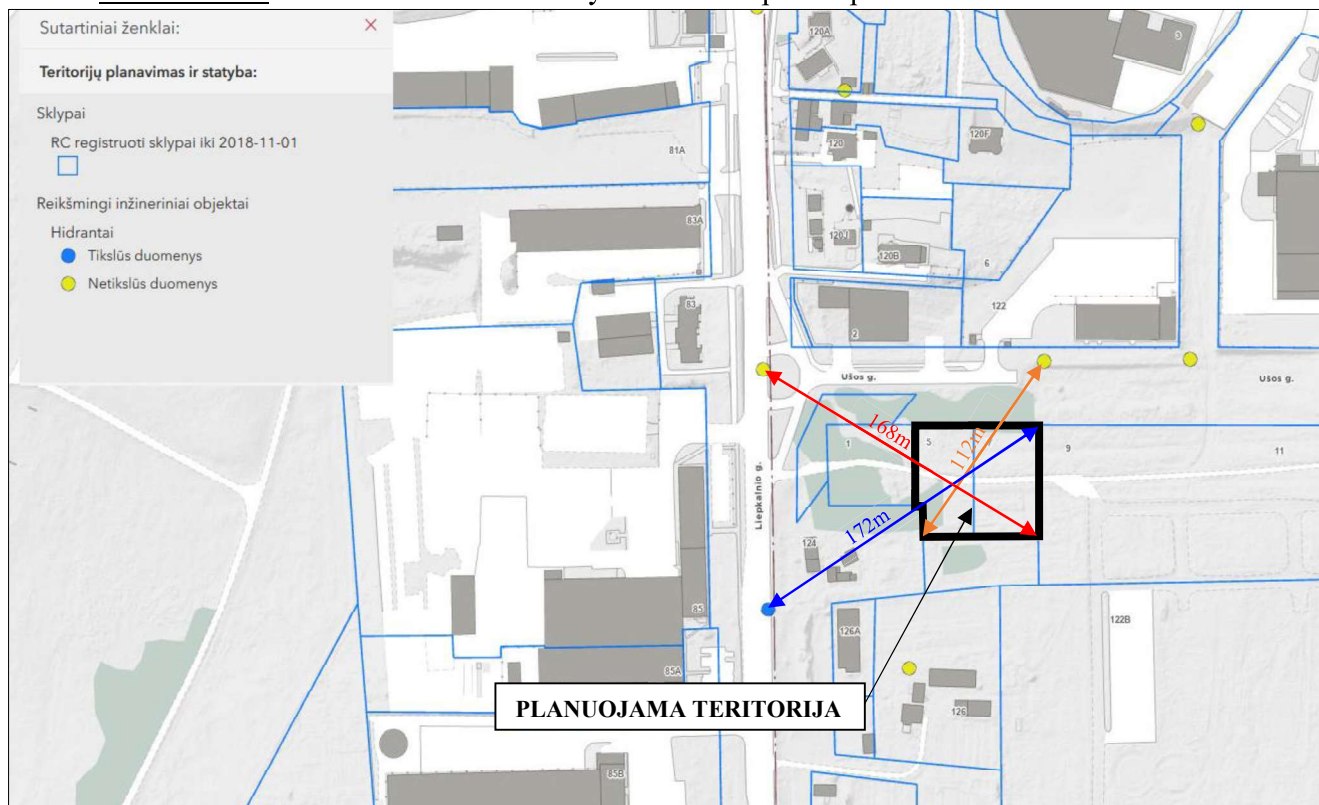 Sutartiniai ženklai:
×
Teritorijų planavimas ir statyba:
Sklypai
RC registruoti sklypai iki 2018-11-01
Reikšmingi inžineriniai objektai
Hidrantai
Tikslūs duomenys
Netikslūs duomenys
120A
3
81A
120
120F
83A
120J
120B
6
83
122
2
Ušos g.
Ušos g.
168m
112m
1
5
9
11
Liepkalnio g.
172m
124
85
126A
122B
85A
PLANUOJAMA TERITORIJA
126
85B